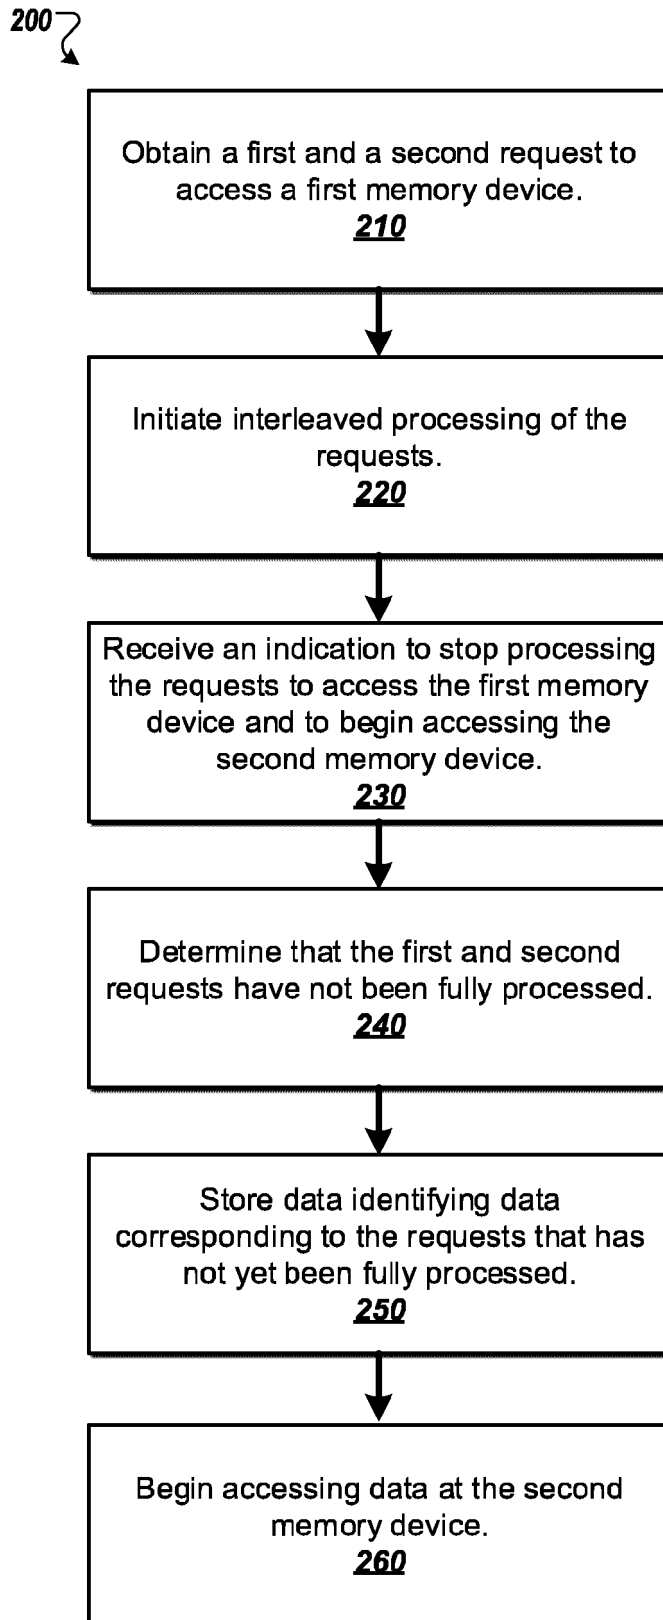 200
Obtain a first and a second request to
access a first memory device.
210
Initiate interleaved processing of the
requests.
220
Receive an indication to stop processing
the requests to access the first memory
device and to begin accessing the
second memory device.
230
Determine that the first and second
requests have not been fully processed.
240
Store data identifying data
corresponding to the requests that has
not yet been fully processed.
250
Begin accessing data at the second
memory device.
260